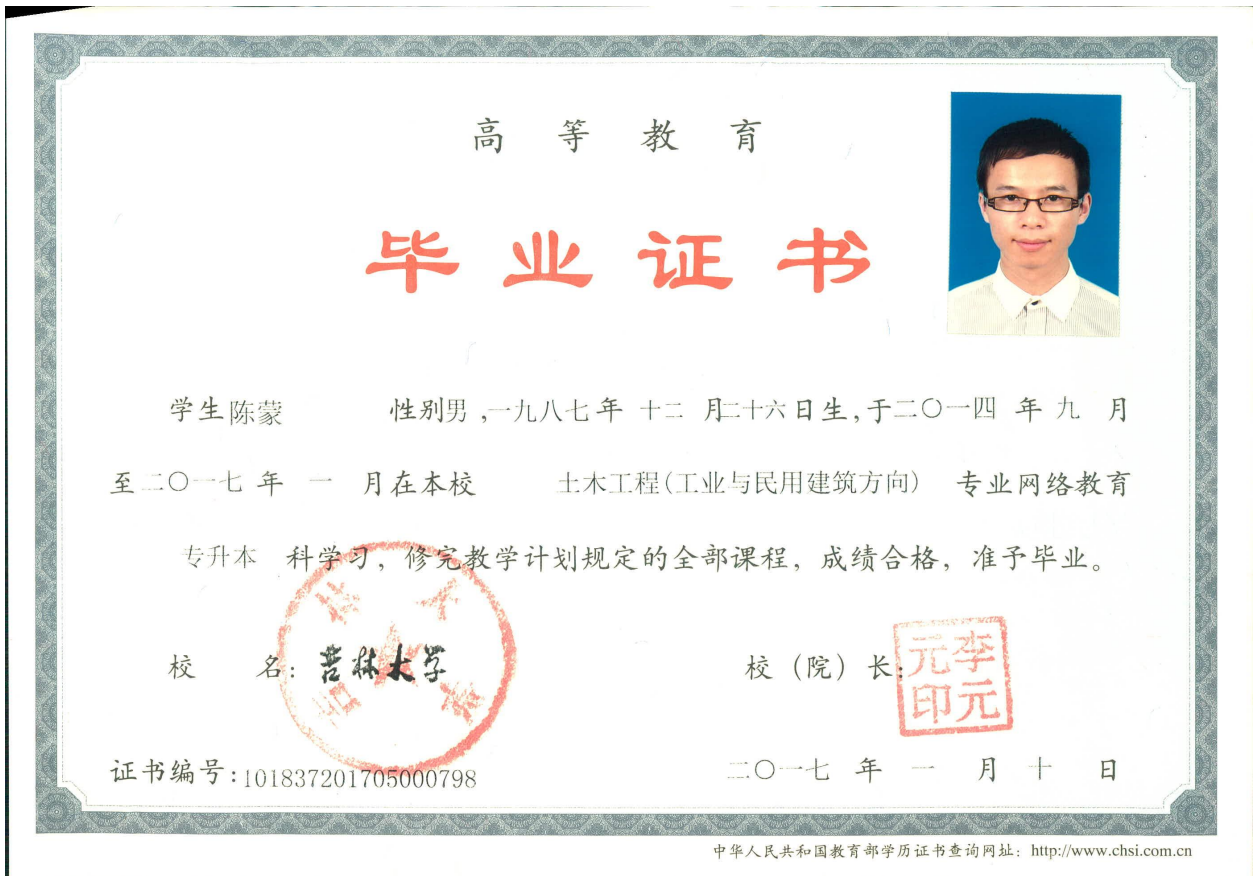 高等教育
毕业证书
学生陈蒙 性别男,一九八七年 十二 月二十六日生,于二〇一四 年 九 月
至二〇一七 年 一 月在本校 土木工程(工业与民用建筑方向) 专业网络教育
专升本 科学习，修完教学计划规定的全部课程，成绩合格，准予毕业。
校 名：吉林大学
吉林大学
校（院）长：
李元元印
证书编号:101837201705000798
二〇一七 年 一 月 十 日
中华人民共和国教育部学历证书查询网址：http://www.chsi.com.cn